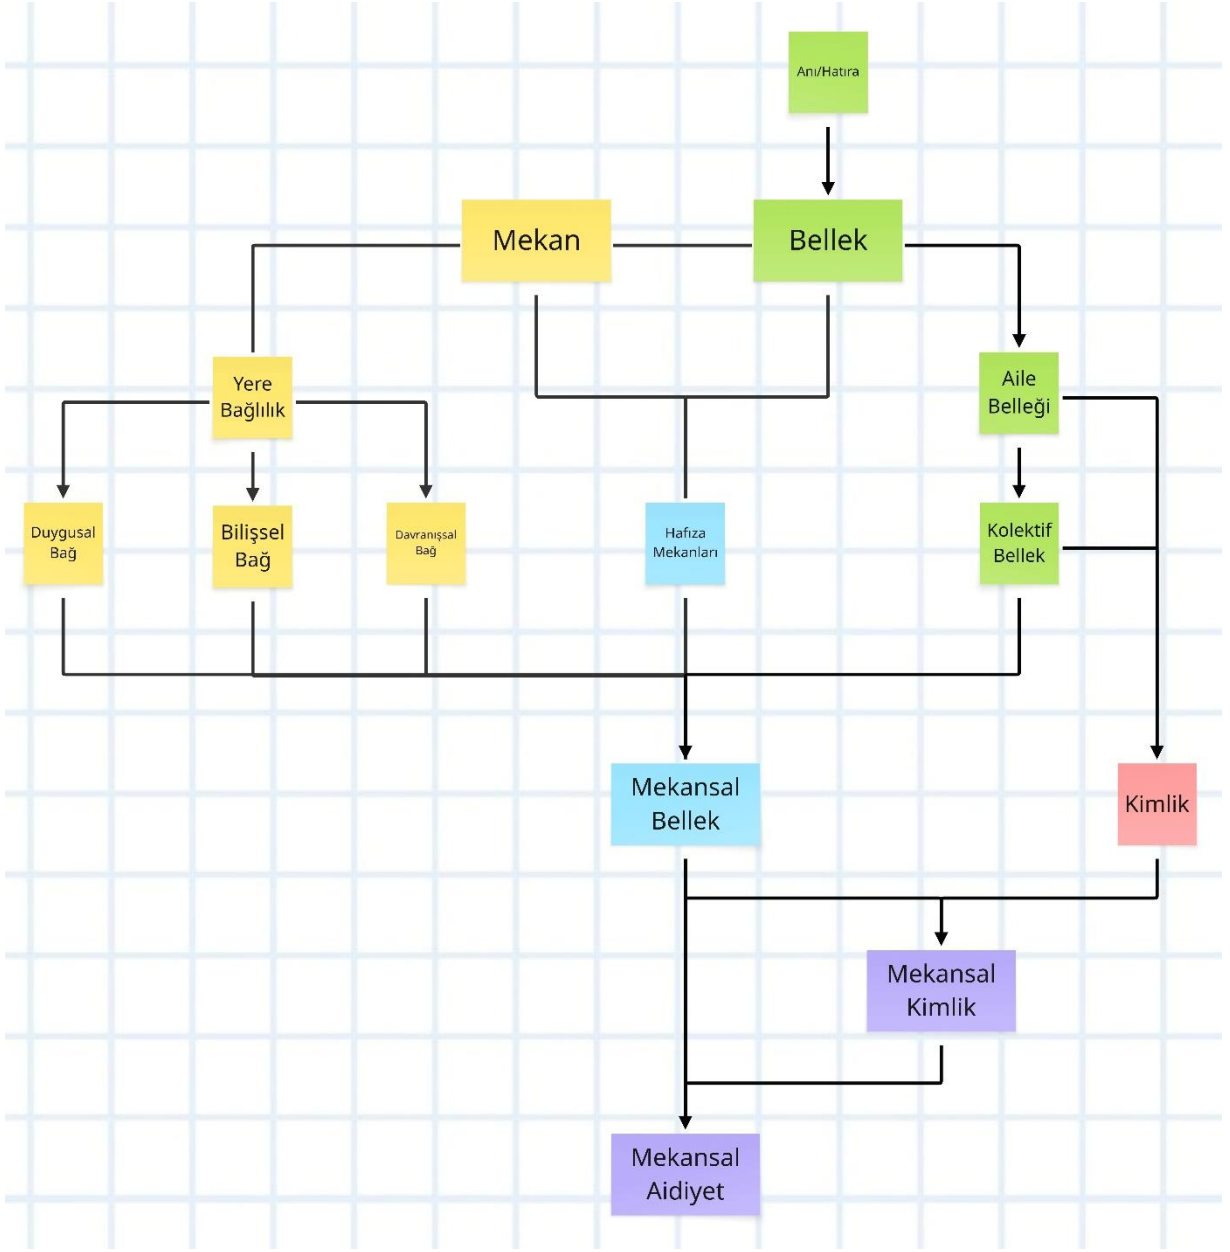 Anı/Hatıra
Mekan
Bellek
Yere
Bağlılık
Aile
Belleği
Duygusal
Bağ
Bilişsel
Bağ
Davranışsal
Bağ
Hafıza
Mekanları
Kolektif
Bellek
Mekansal
Bellek
Kimlik
Mekansal
Kimlik
Mekansal
Aidiyet